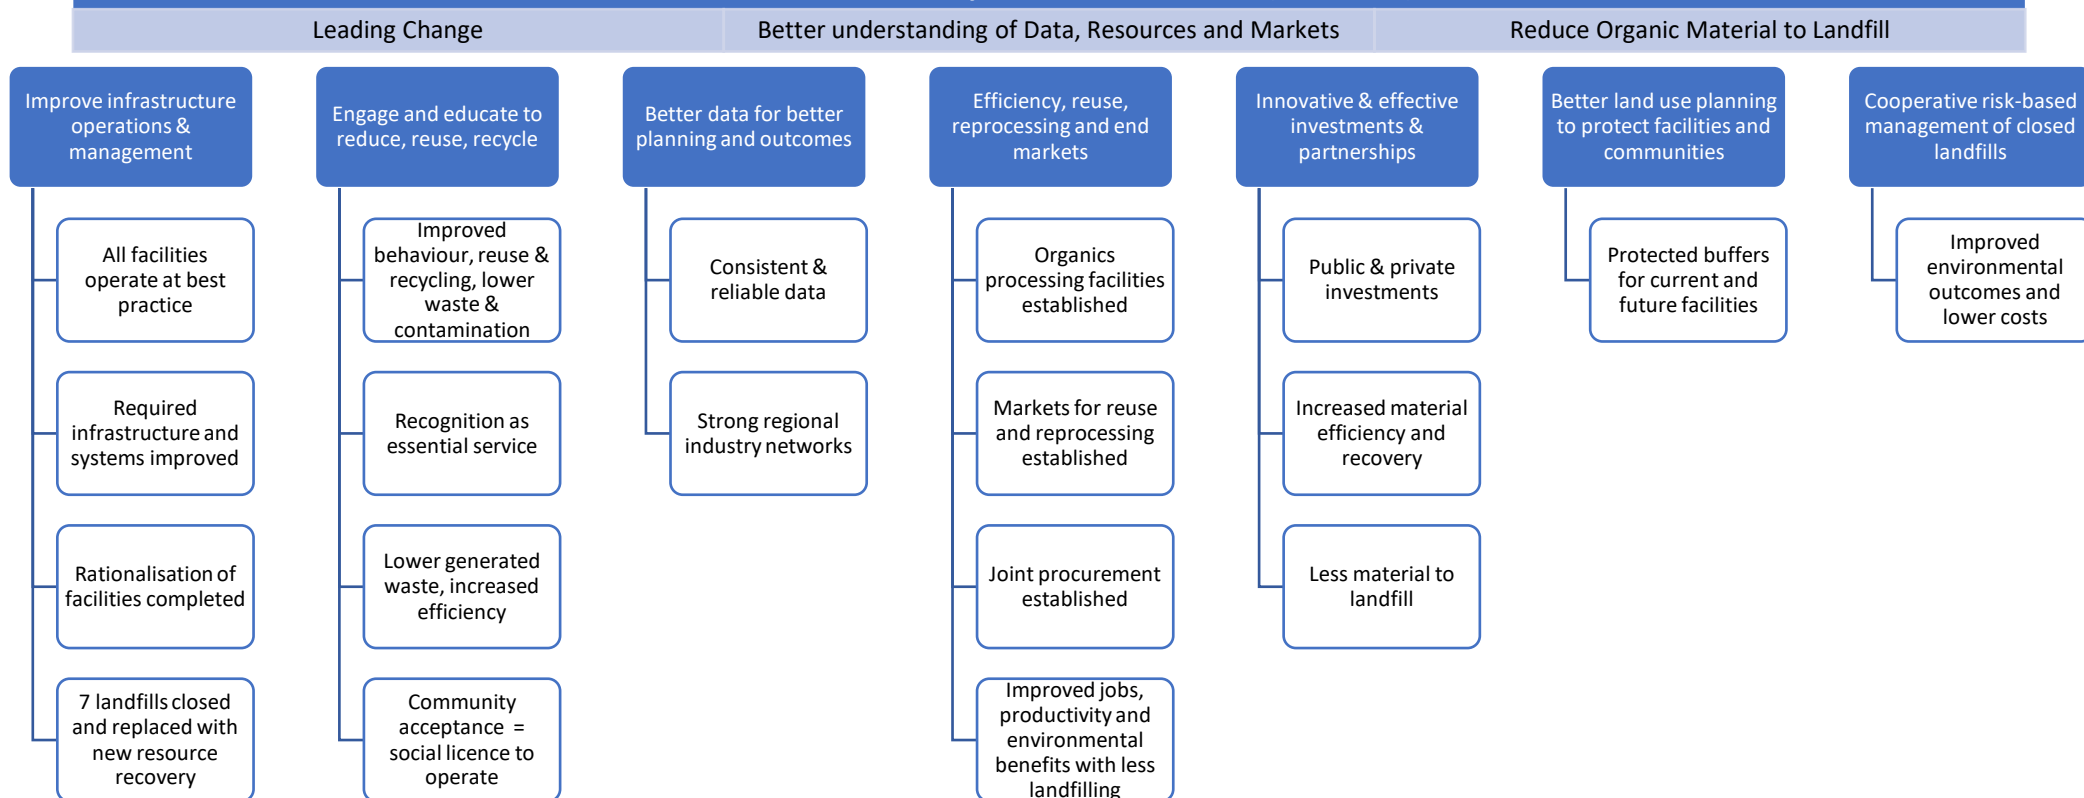 Leading Change
Better understanding of Data, Resources and Markets
Reduce Organic Material to Landfill
Improve infrastructure
operations &
management
All facilities
operate at best
practice
Required
infrastructure and
systems improved
Rationalisation of
facilities completed
7 landfills closed
and replaced with
new resource
recovery
Engage and educate to
reduce, reuse, recycle
Improved
behaviour, reuse &
recycling, lower
waste &
contamination
Recognition as
essential service
Lower generated
waste, increased
efficiency
Community
acceptance =
social licence to
operate
Better data for better
planning and outcomes
Consistent &
reliable data
Strong regional
industry networks
Efficiency, reuse,
reprocessing and end
markets
Organics
processing facilities
established
Markets for reuse
and reprocessing
established
Joint procurement
established
Improved jobs,
productivity and
environmental
benefits with less
landfilling
Innovative & effective
investments &
partnerships
Public & private
investments
Increased material
efficiency and
recovery
Less material to
landfill
Better land use planning
to protect facilities and
communities
Protected buffers
for current and
future facilities
Cooperative risk-based
management of closed
landfills
Improved
environmental
outcomes and
lower costs